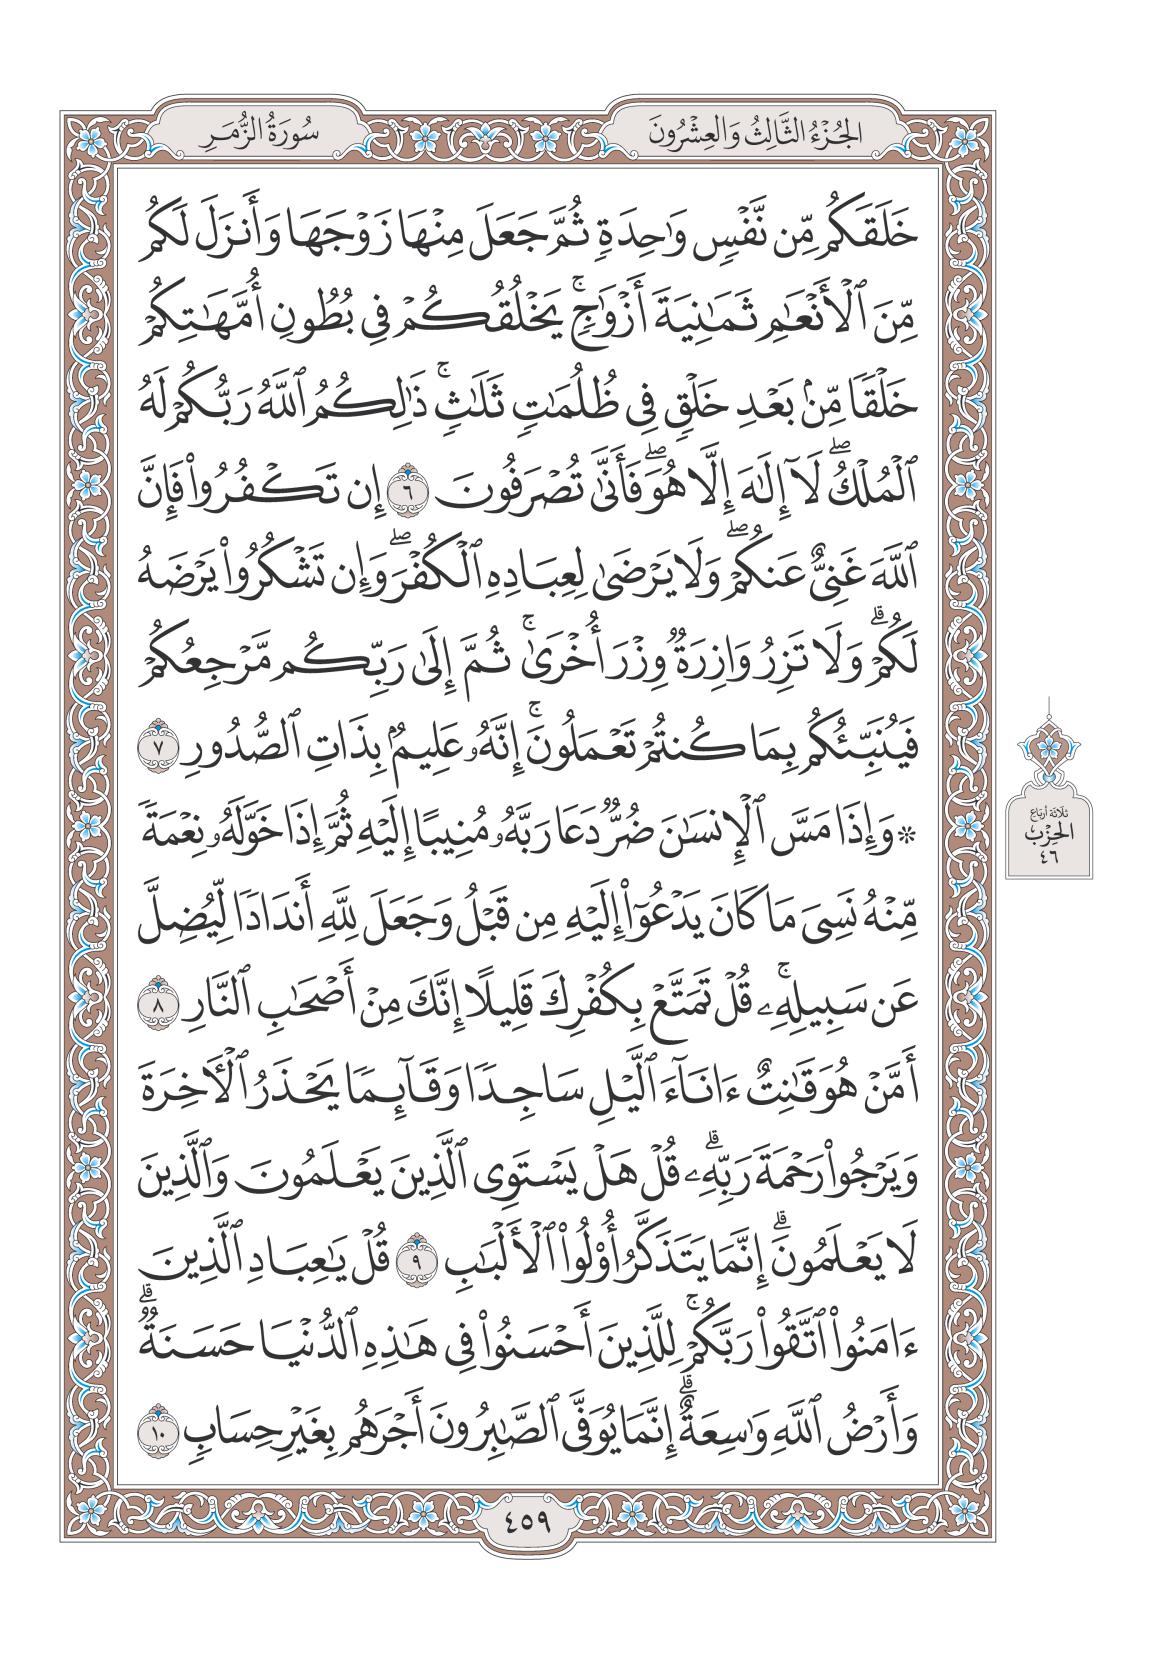 الجُزْءُ الثَّالِثُ وَالعِشْرُونَ
سُورَةُ الزُّمَرِ
خَلَقَكُم مِّن نَّفْسٍ وَٰحِدَةٍ ثُمَّ جَعَلَ مِنْهَا زَوْجَهَا وَأَنزَلَ لَكُم
مِّنَ ٱلْأَنْعَٰمِ ثَمَٰنِيَةَ أَزْوَٰجٍۚ يَخْلُقُكُمْ فِى بُطُونِ أُمَّهَٰتِكُمْ
خَلْقًا مِّنۢ بَعْدِ خَلْقٍ فِى ظُلُمَٰتٍ ثَلَٰثٍۚ ذَٰلِكُمُ ٱللَّهُ رَبُّكُمْ لَهُ
ٱلْمُلْكُۖ لَآ إِلَٰهَ إِلَّا هُوَۖ فَأَنَّىٰ تُصْرَفُونَ ٦ إِن تَكْفُرُوا۟ فَإِنَّ
ٱللَّهَ غَنِىٌّ عَنكُمْۖ وَلَا يَرْضَىٰ لِعِبَادِهِ ٱلْكُفْرَۖ وَإِن تَشْكُرُوا۟ يَرْضَهُ
لَكُمْۗ وَلَا تَزِرُ وَازِرَةٌ وِزْرَ أُخْرَىٰۚ ثُمَّ إِلَىٰ رَبِّكُم مَّرْجِعُكُمْ
فَيُنَبِّئُكُم بِمَا كُنتُمْ تَعْمَلُونَۚ إِنَّهُۥ عَلِيمٌۢ بِذَاتِ ٱلصُّدُورِ ٧
۞ وَإِذَا مَسَّ ٱلْإِنسَٰنَ ضُرٌّ دَعَا رَبَّهُۥ مُنِيبًا إِلَيْهِ ثُمَّ إِذَا خَوَّلَهُۥ نِعْمَةً
مِّنْهُ نَسِىَ مَا كَانَ يَدْعُوٓا۟ إِلَيْهِ مِن قَبْلُ وَجَعَلَ لِلَّهِ أَندَادًا لِّيُضِلَّ
عَن سَبِيلِهِۦۚ قُلْ تَمَتَّعْ بِكُفْرِكَ قَلِيلًا إِنَّكَ مِنْ أَصْحَٰبِ ٱلنَّارِ ٨
أَمَّنْ هُوَ قَٰنِتٌ ءَانَآءَ ٱلَّيْلِ سَاجِدًا وَقَآئِمًا يَحْذَرُ ٱلْـَٔاخِرَةَ
وَيَرْجُوا۟ رَحْمَةَ رَبِّهِۦۗ قُلْ هَلْ يَسْتَوِى ٱلَّذِينَ يَعْلَمُونَ وَٱلَّذِينَ
لَا يَعْلَمُونَۗ إِنَّمَا يَتَذَكَّرُ أُو۟لُوا۟ ٱلْأَلْبَٰبِ ٩ قُلْ يَٰعِبَادِ ٱلَّذِينَ
ءَامَنُوا۟ ٱتَّقُوا۟ رَبَّكُمْۚ لِلَّذِينَ أَحْسَنُوا۟ فِى هَٰذِهِ ٱلدُّنْيَا حَسَنَةٌۗ
وَأَرْضُ ٱللَّهِ وَٰسِعَةٌۗ إِنَّمَا يُوَفَّى ٱلصَّٰبِرُونَ أَجْرَهُم بِغَيْرِ حِسَابٍ ١٠
ثلاثة أرباع
الحِزْب
٤٦
٤٥٩